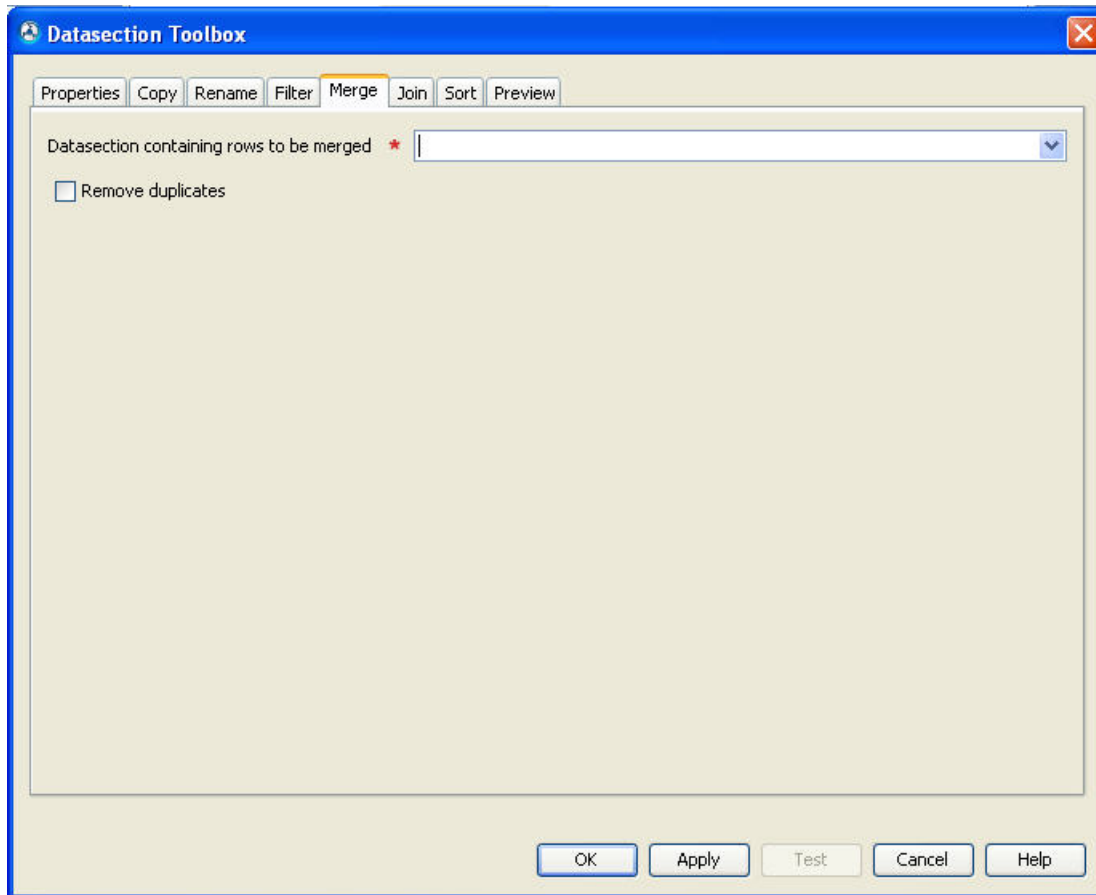 Datasection Toolbox
Properties Copy Rename Filter Merge Join Sort Preview
Datasection containing rows to be merged *
Remove duplicates
OK Apply Test Cancel Help